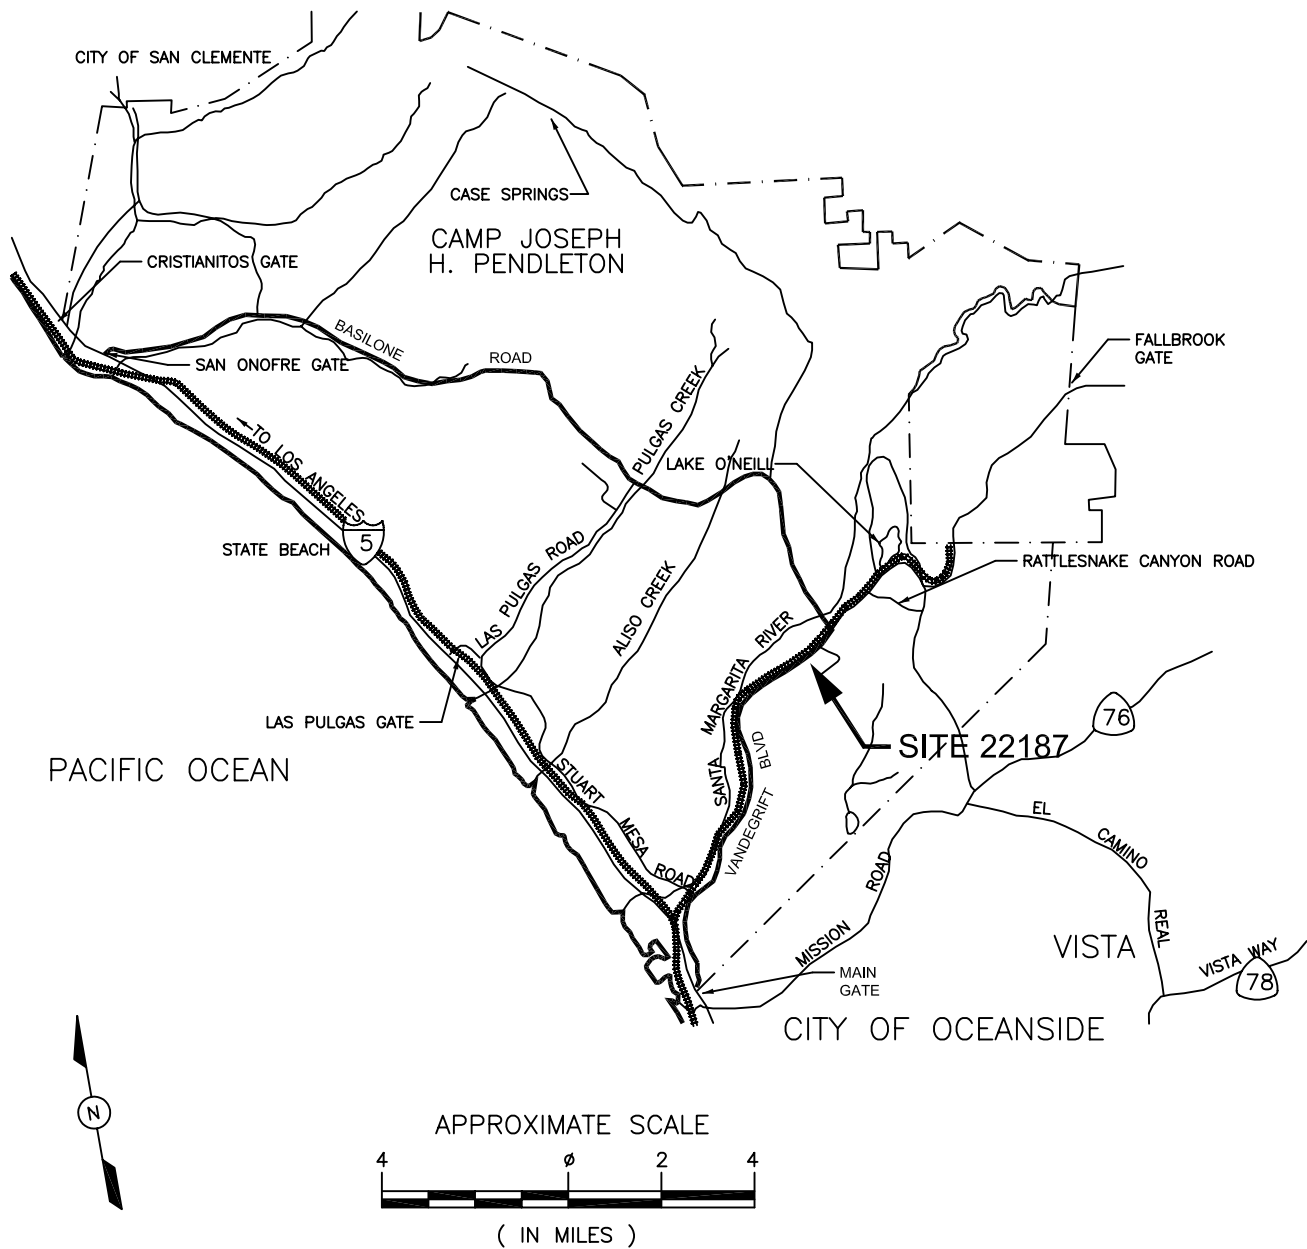 CITY OF SAN CLEMENTE
CASE SPRINGS
CAMP JOSEPH
H. PENDLETON
CRISTIANITOS GATE
BASILONE
ROAD
SAN ONOFRE GATE
FALLBROOK
GATE
TO LOS ANGELES
PULGAS CREEK
LAKE O'NEILL
5
STATE BEACH
LAS PULGAS ROAD
ALISO CREEK
RATTLESNAKE CANYON ROAD
SANTA MARGARITA RIVER
LAS PULGAS GATE
76
SITE 22187
PACIFIC OCEAN
STUART MESA ROAD
VANDEGRIFT BLVD
EL CAMINO REAL
MISSION ROAD
VISTA
VISTA WAY
78
MAIN
GATE
CITY OF OCEANSIDE
N
APPROXIMATE SCALE
4 0 2 4
( IN MILES )